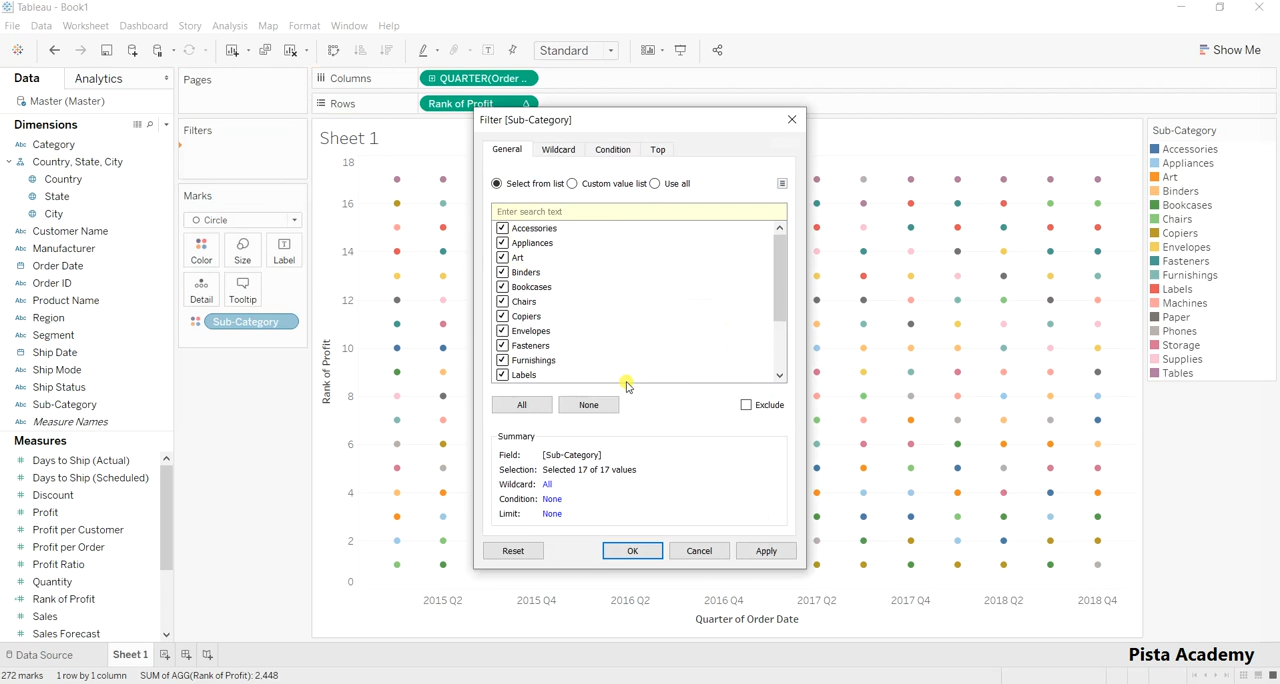 Tableau - Book1
File Data Worksheet Dashboard Story Analysis Map Format Window Help
Standard
Show Me
Data Analytics
Pages
Columns QUARTER(Order ..
Master (Master)
Rows Rank of Profit
Dimensions
Category
Country, State, City
Country
State
City
Customer Name
Manufacturer
Order Date
Order ID
Product Name
Region
Segment
Ship Date
Ship Mode
Ship Status
Sub-Category
Measure Names
Measures
Days to Ship (Actual)
Days to Ship (Scheduled)
Discount
Profit
Profit per Customer
Profit per Order
Profit Ratio
Quantity
Rank of Profit
Sales
Sales Forecast
Filters
Marks
Circle
Color Size Label
Detail Tooltip
Sub-Category
Sheet 1
Rank of Profit
18
16
14
12
10
8
6
4
2
0
2015 Q2 2015 Q4 2016 Q2 2016 Q4 2017 Q2 2017 Q4 2018 Q2 2018 Q4
Quarter of Order Date
Filter [Sub-Category]
General Wildcard Condition Top
Select from list Custom value list Use all
Enter search text
Accessories
Appliances
Art
Binders
Bookcases
Chairs
Copiers
Envelopes
Fasteners
Furnishings
Labels
All None Exclude
Summary
Field: [Sub-Category]
Selection: Selected 17 of 17 values
Wildcard: All
Condition: None
Limit: None
Reset OK Cancel Apply
Sub-Category
Accessories
Appliances
Art
Binders
Bookcases
Chairs
Copiers
Envelopes
Fasteners
Furnishings
Labels
Machines
Paper
Phones
Storage
Supplies
Tables
Data Source Sheet 1
Pista Academy
272 marks 1 row by 1 column SUM of AGG(Rank of Profit): 2,448